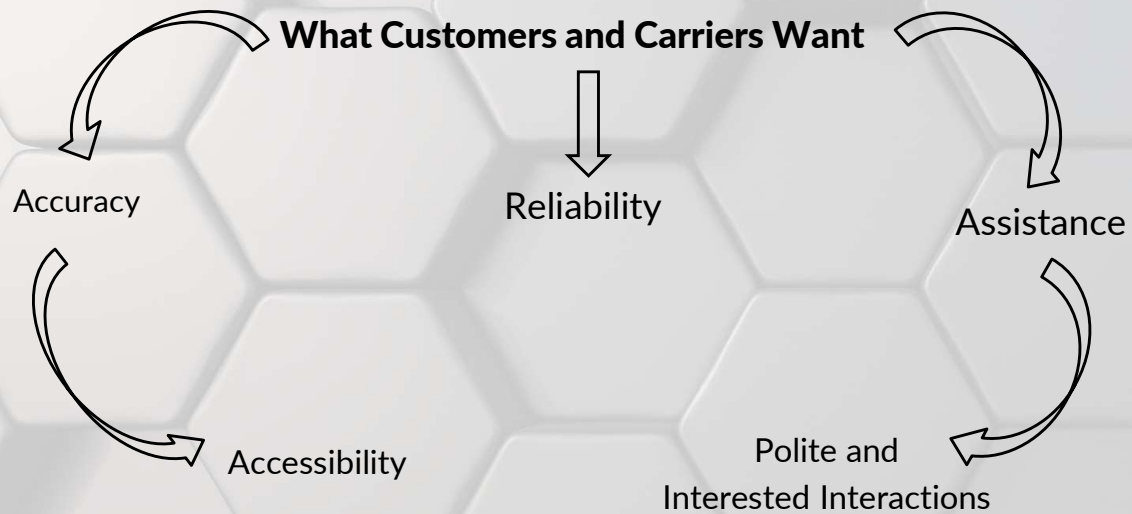 What Customers and Carriers Want
Accuracy
Reliability
Assistance
Accessibility
Polite and
Interested Interactions